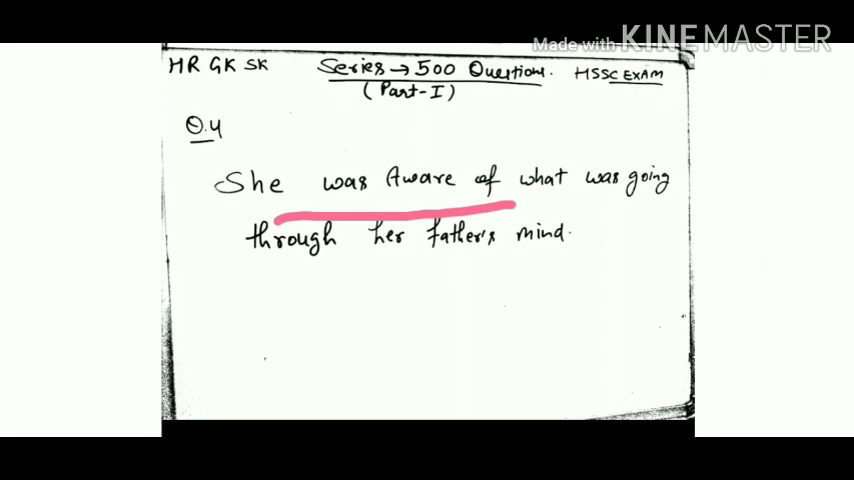 Made with KINEMASTER
HR GK SK Series → 500 Questions. HSSC EXAM
(Part-I)
Q.4
She was Aware of what was going
through her father's mind.